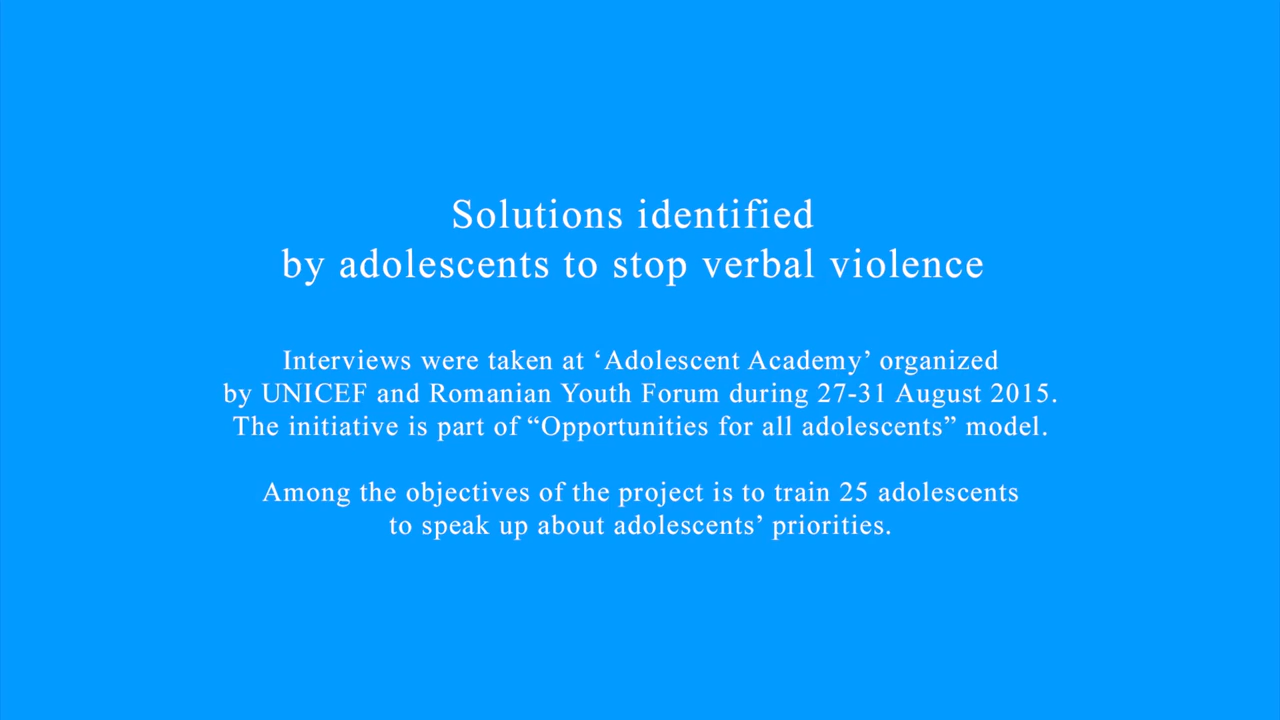 Solutions identified
by adolescents to stop verbal violence
Interviews were taken at ‘Adolescent Academy’ organized
by UNICEF and Romanian Youth Forum during 27-31 August 2015.
The initiative is part of “Opportunities for all adolescents” model.
Among the objectives of the project is to train 25 adolescents
to speak up about adolescents’ priorities.